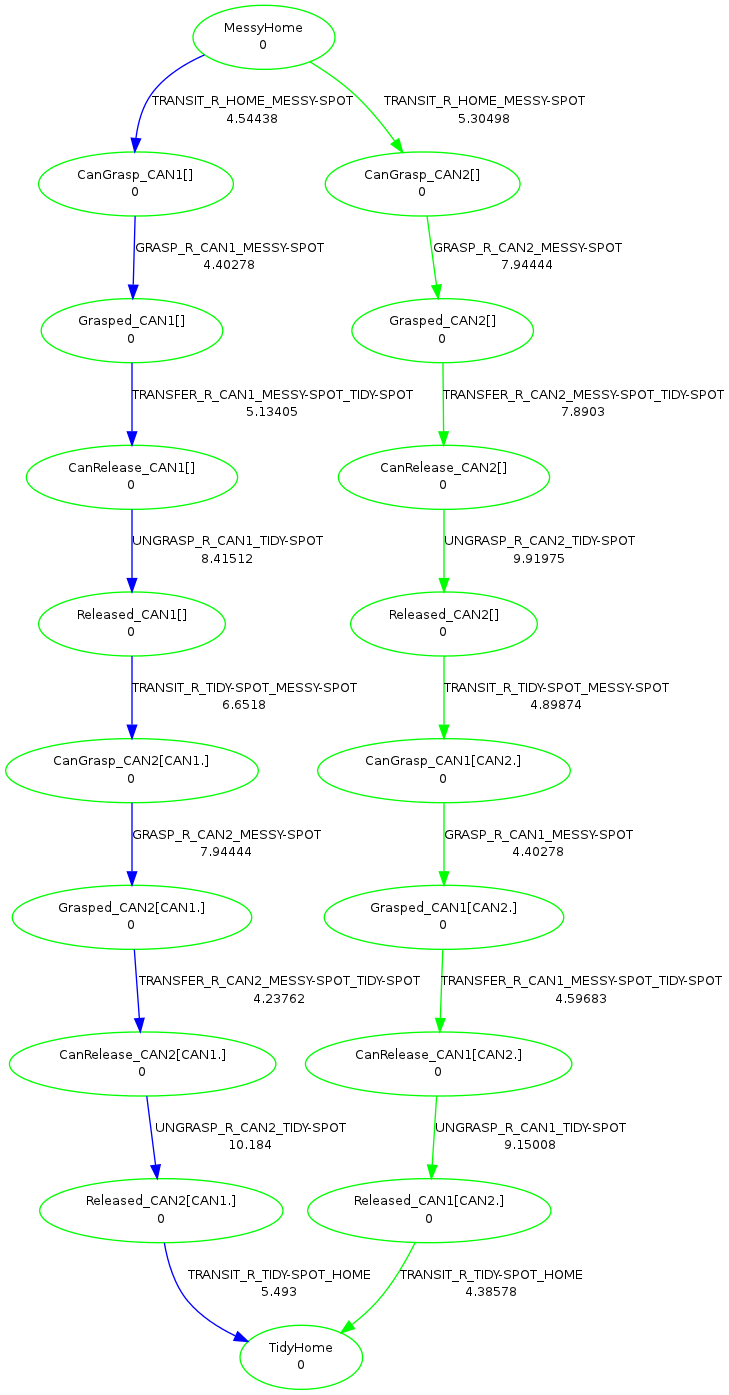 MessyHome
0
TRANSIT_R_HOME_MESSY-SPOT
4.54438
TRANSIT_R_HOME_MESSY-SPOT
5.30498
CanGrasp_CAN1[]
0
CanGrasp_CAN2[]
0
GRASP_R_CAN1_MESSY-SPOT
4.40278
GRASP_R_CAN2_MESSY-SPOT
7.94444
Grasped_CAN1[]
0
Grasped_CAN2[]
0
TRANSFER_R_CAN1_MESSY-SPOT_TIDY-SPOT
5.13405
TRANSFER_R_CAN2_MESSY-SPOT_TIDY-SPOT
7.8903
CanRelease_CAN1[]
0
CanRelease_CAN2[]
0
UNGRASP_R_CAN1_TIDY-SPOT
8.41512
UNGRASP_R_CAN2_TIDY-SPOT
9.91975
Released_CAN1[]
0
Released_CAN2[]
0
TRANSIT_R_TIDY-SPOT_MESSY-SPOT
6.6518
TRANSIT_R_TIDY-SPOT_MESSY-SPOT
4.89874
CanGrasp_CAN2[CAN1.]
0
CanGrasp_CAN1[CAN2.]
0
GRASP_R_CAN2_MESSY-SPOT
7.94444
GRASP_R_CAN1_MESSY-SPOT
4.40278
Grasped_CAN2[CAN1.]
0
Grasped_CAN1[CAN2.]
0
TRANSFER_R_CAN2_MESSY-SPOT_TIDY-SPOT
4.23762
TRANSFER_R_CAN1_MESSY-SPOT_TIDY-SPOT
4.59683
CanRelease_CAN2[CAN1.]
0
CanRelease_CAN1[CAN2.]
0
UNGRASP_R_CAN2_TIDY-SPOT
10.184
UNGRASP_R_CAN1_TIDY-SPOT
9.15008
Released_CAN2[CAN1.]
0
Released_CAN1[CAN2.]
0
TRANSIT_R_TIDY-SPOT_HOME
5.493
TRANSIT_R_TIDY-SPOT_HOME
4.38578
TidyHome
0